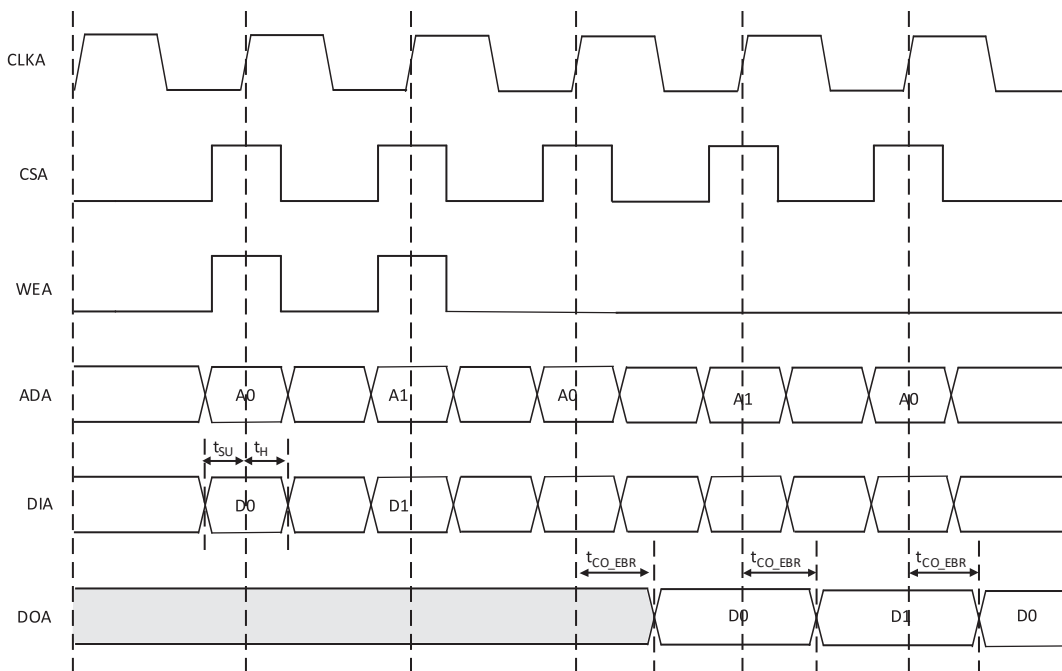 CLKA
CSA
WEA
ADA
A0
A1
A0
A1
A0
tSU
tH
DIA
D0
D1
tCO_EBR
tCO_EBR
tCO_EBR
DOA
D0
D1
D0